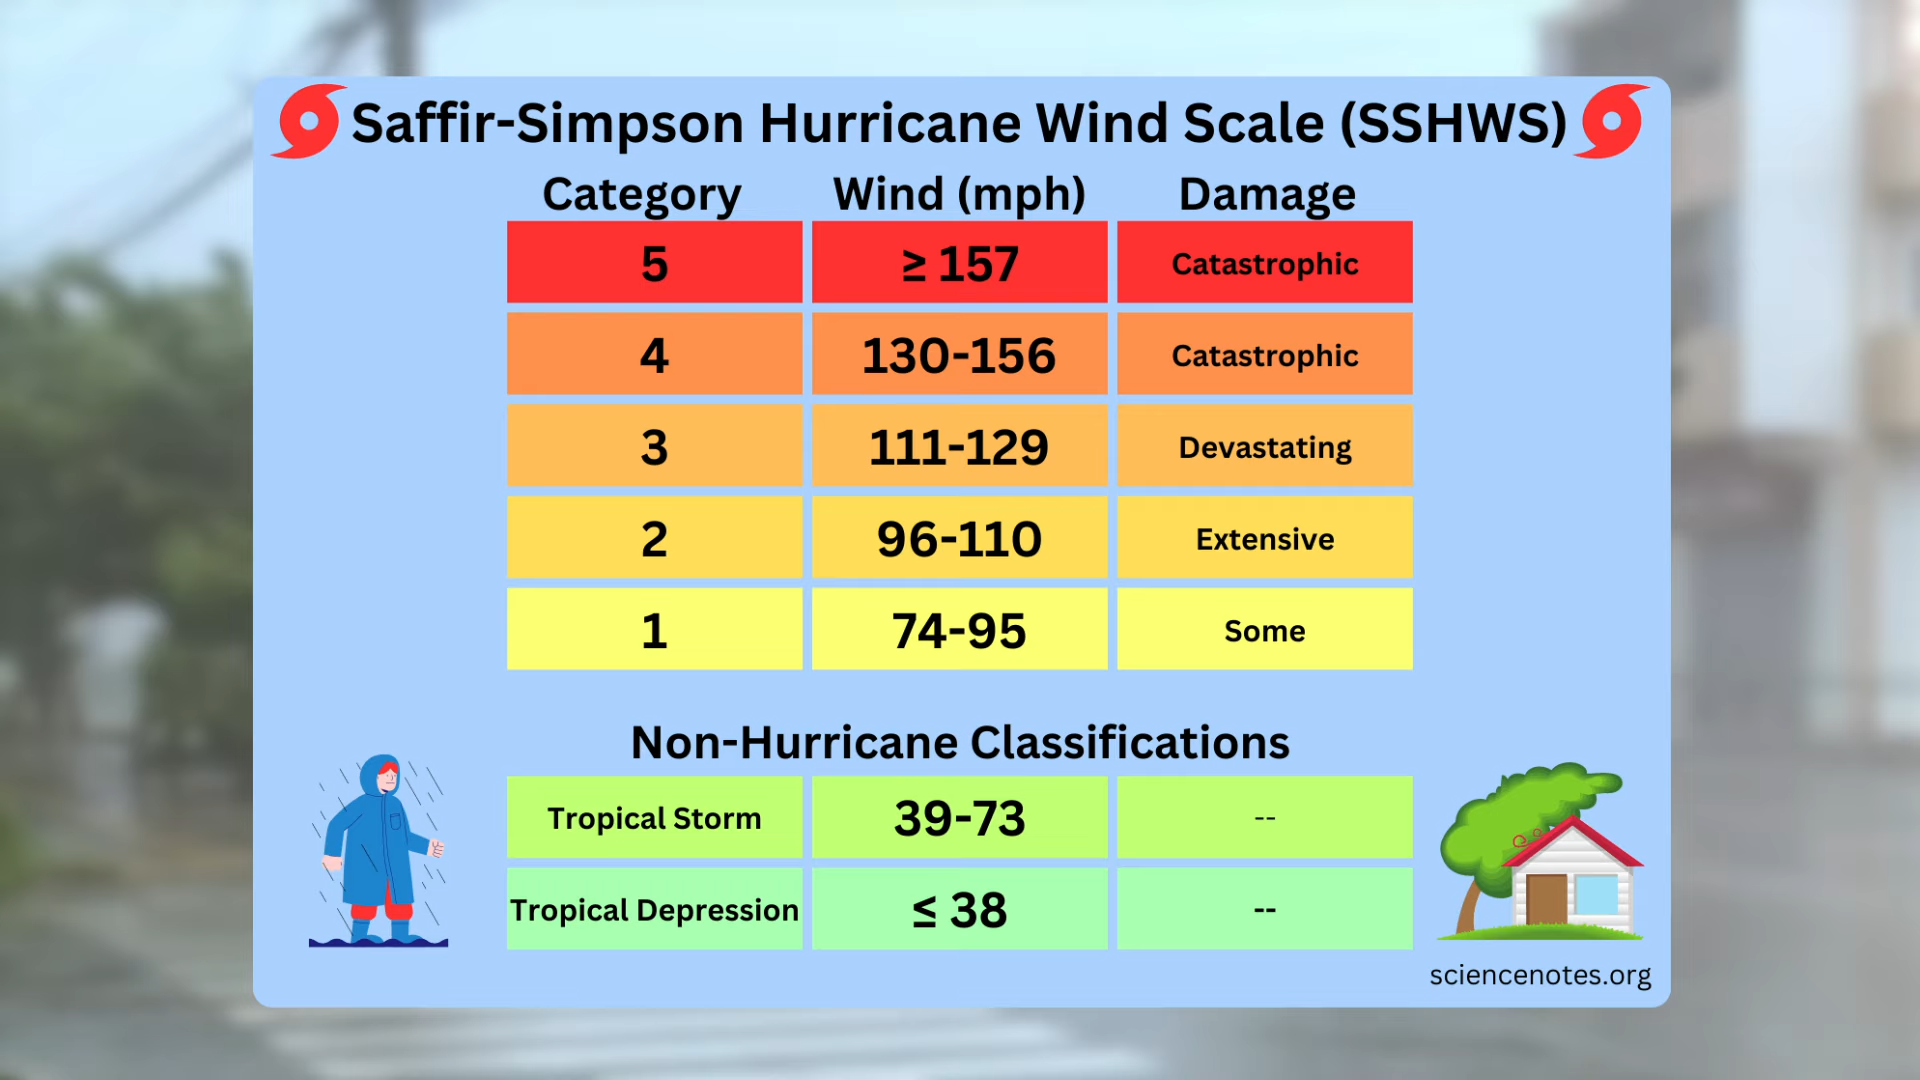 Saffir-Simpson Hurricane Wind Scale (SSHWS)
Category Wind (mph) Damage
5 ≥ 157 Catastrophic
4 130-156 Catastrophic
3 111-129 Devastating
2 96-110 Extensive
1 74-95 Some
Non-Hurricane Classifications
Tropical Storm 39-73 --
Tropical Depression ≤ 38 --
sciencenotes.org